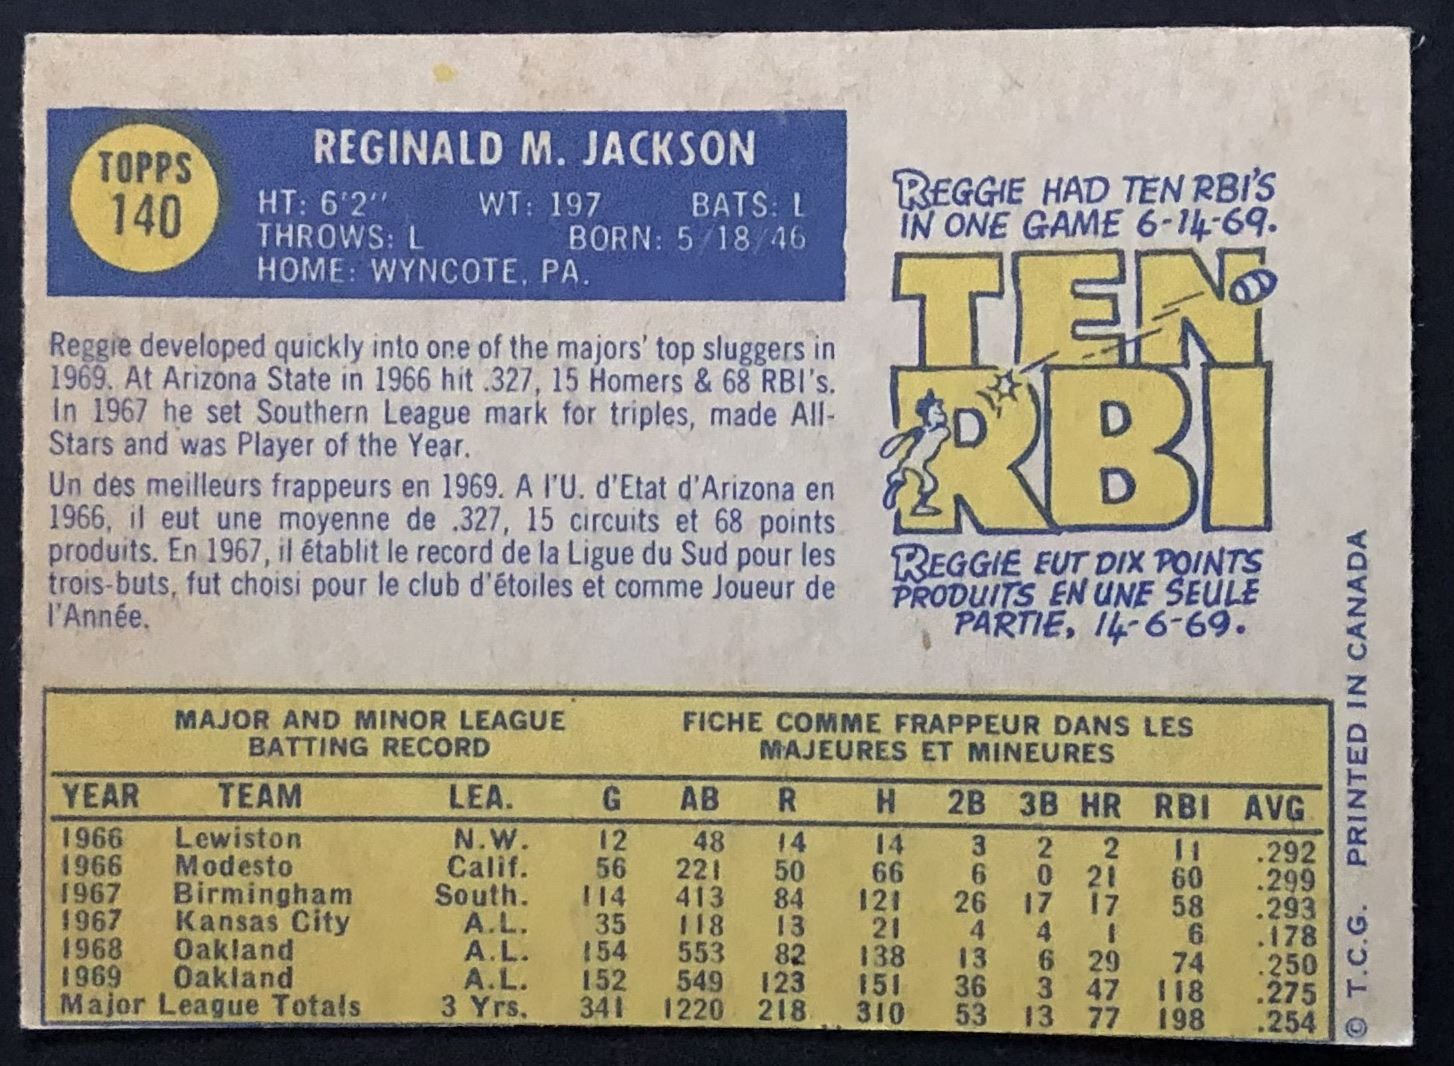 TOPPS
140
REGINALD M. JACKSON
HT: 6'2" WT: 197 BATS: L
THROWS: L BORN: 5/18/46
HOME: WYNCOTE, PA.
Reggie developed quickly into one of the majors' top sluggers in
1969. At Arizona State in 1966 hit .327, 15 Homers & 68 RBI's.
In 1967 he set Southern League mark for triples, made All-
Stars and was Player of the Year.
Un des meilleurs frappeurs en 1969. A l'U. d'Etat d'Arizona en
1966, il eut une moyenne de .327, 15 circuits et 68 points
produits. En 1967, il établit le record de la Ligue du Sud pour les
trois-buts, fut choisi pour le club d'étoiles et comme Joueur de
l'Année.
REGGIE HAD TEN RBI'S
IN ONE GAME 6-14-69.
TEN
RBI
REGGIE EUT DIX POINTS
PRODUITS EN UNE SEULE
PARTIE, 14-6-69.
MAJOR AND MINOR LEAGUE
BATTING RECORD
FICHE COMME FRAPPEUR DANS LES
MAJEURES ET MINEURES
YEAR TEAM LEA. G AB R H 2B 3B HR RBI AVG
1966 Lewiston N.W. 12 48 14 14 3 2 2 11 .292
1966 Modesto Calif. 56 221 50 66 6 0 21 60 .299
1967 Birmingham South. 114 413 84 121 26 17 17 58 .293
1967 Kansas City A.L. 35 118 13 21 4 4 1 6 .178
1968 Oakland A.L. 154 553 82 138 13 6 29 74 .250
1969 Oakland A.L. 152 549 123 151 36 3 47 118 .275
Major League Totals 3 Yrs. 341 1220 218 310 53 13 77 198 .254
© T.C.G. PRINTED IN CANADA